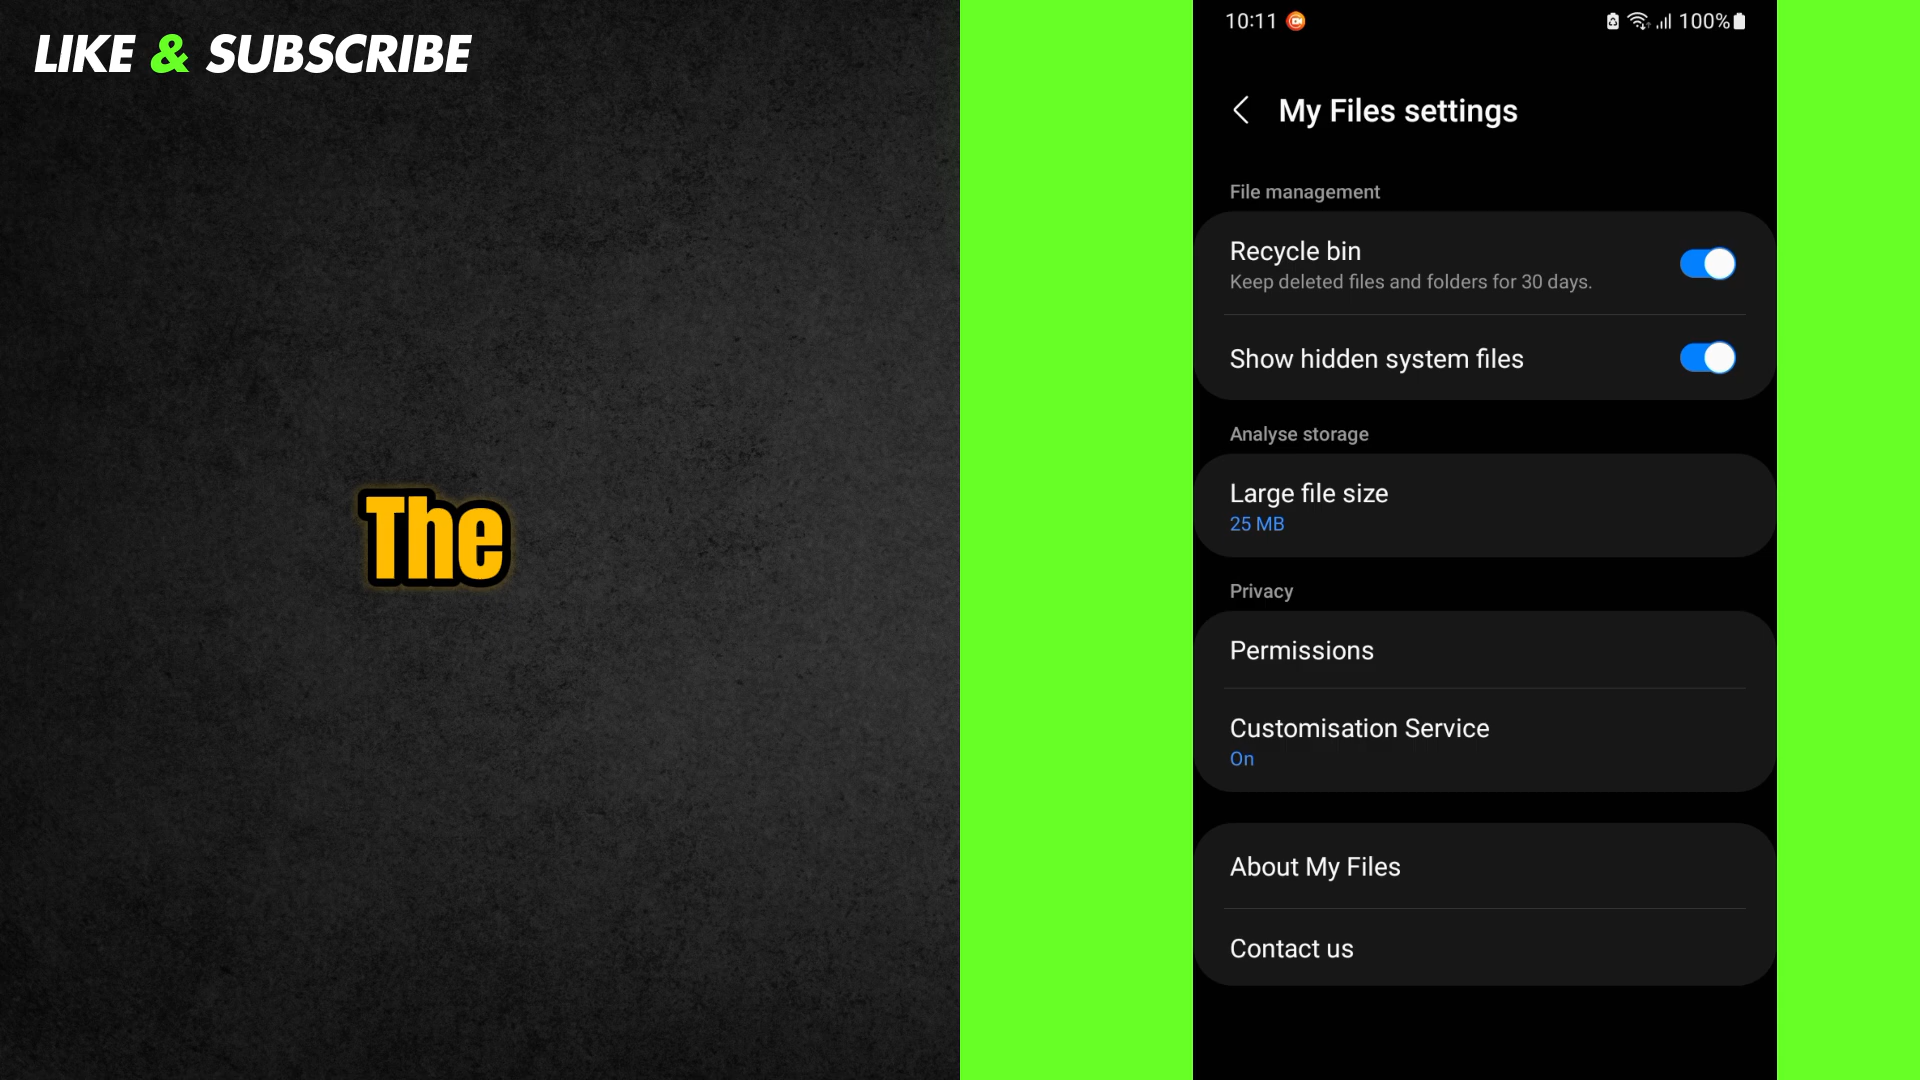 LIKE & SUBSCRIBE
The
10:11
100%
My Files settings
File management
Recycle bin
Keep deleted files and folders for 30 days.
Show hidden system files
Analyse storage
Large file size
25 MB
Privacy
Permissions
Customisation Service
On
About My Files
Contact us